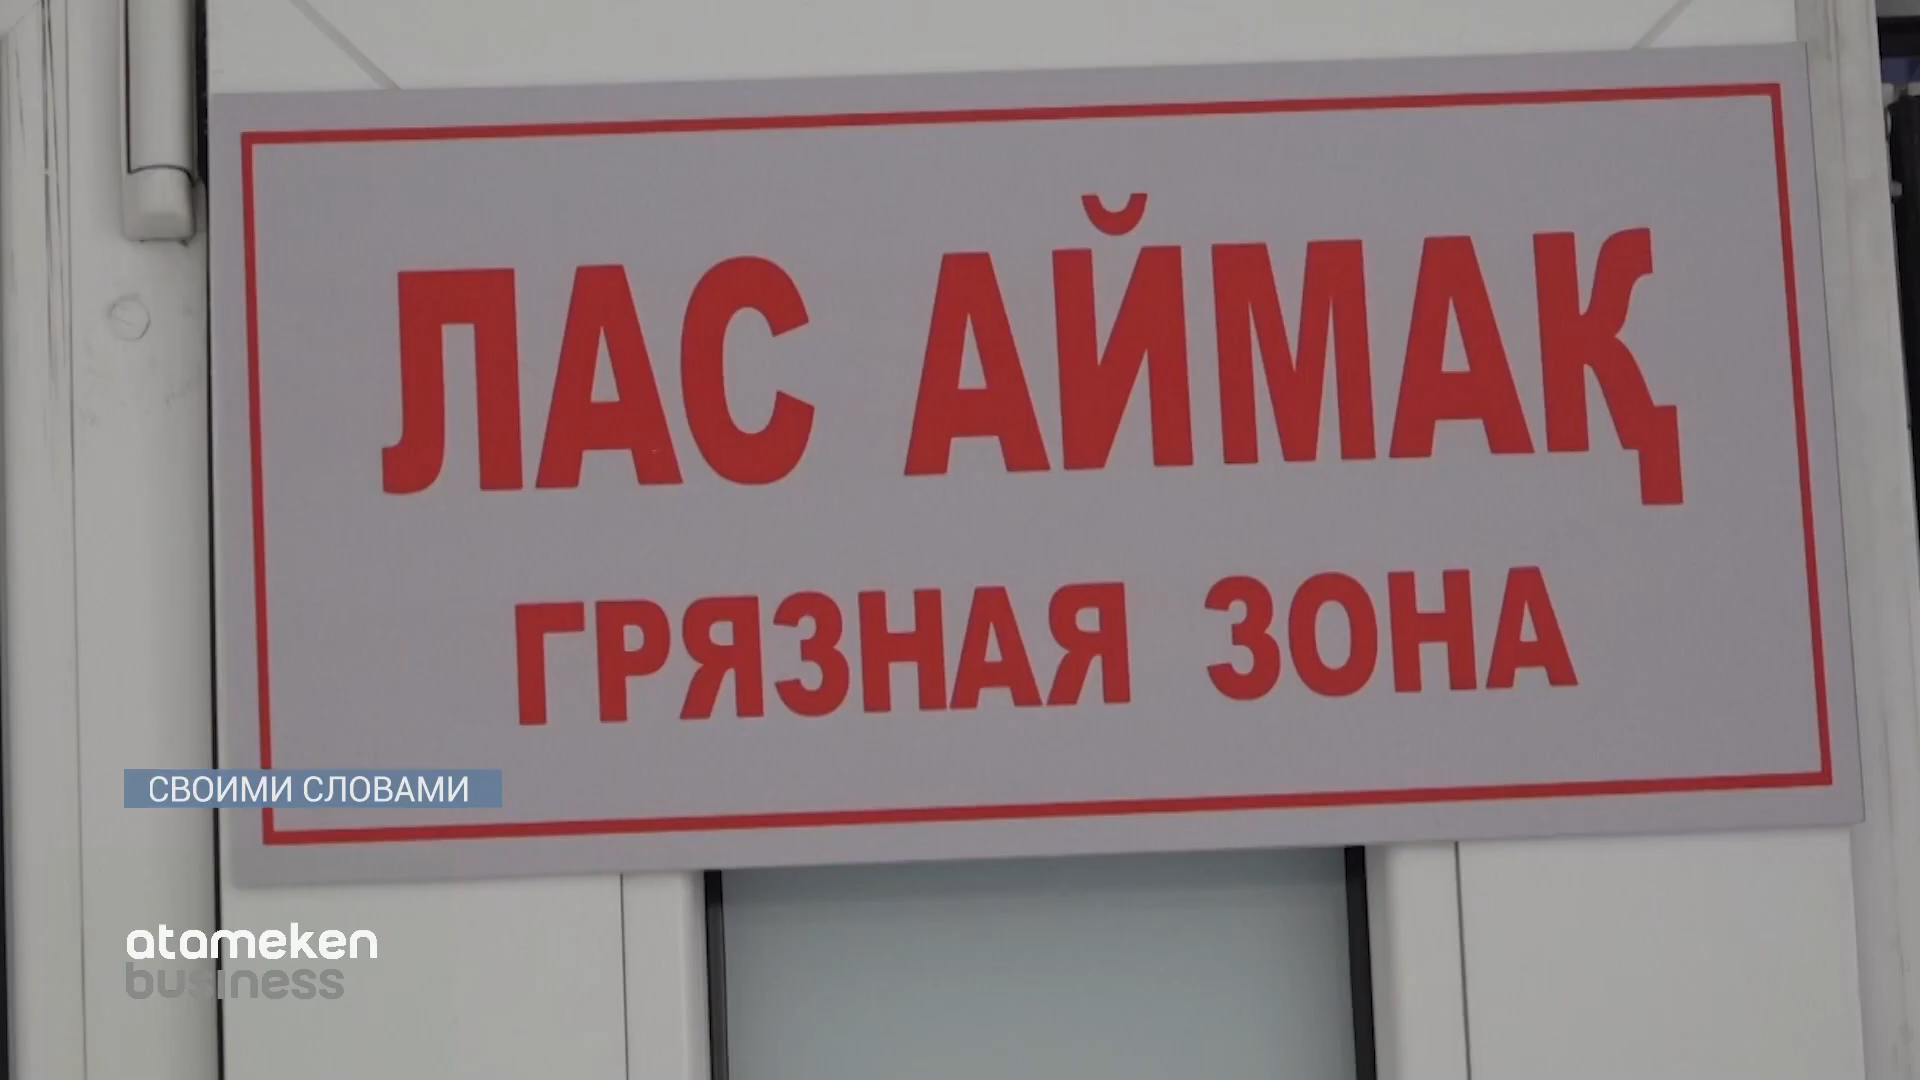 ЛАС АЙМАҚ
ГРЯЗНАЯ ЗОНА
СВОИМИ СЛОВАМИ
atameken
business